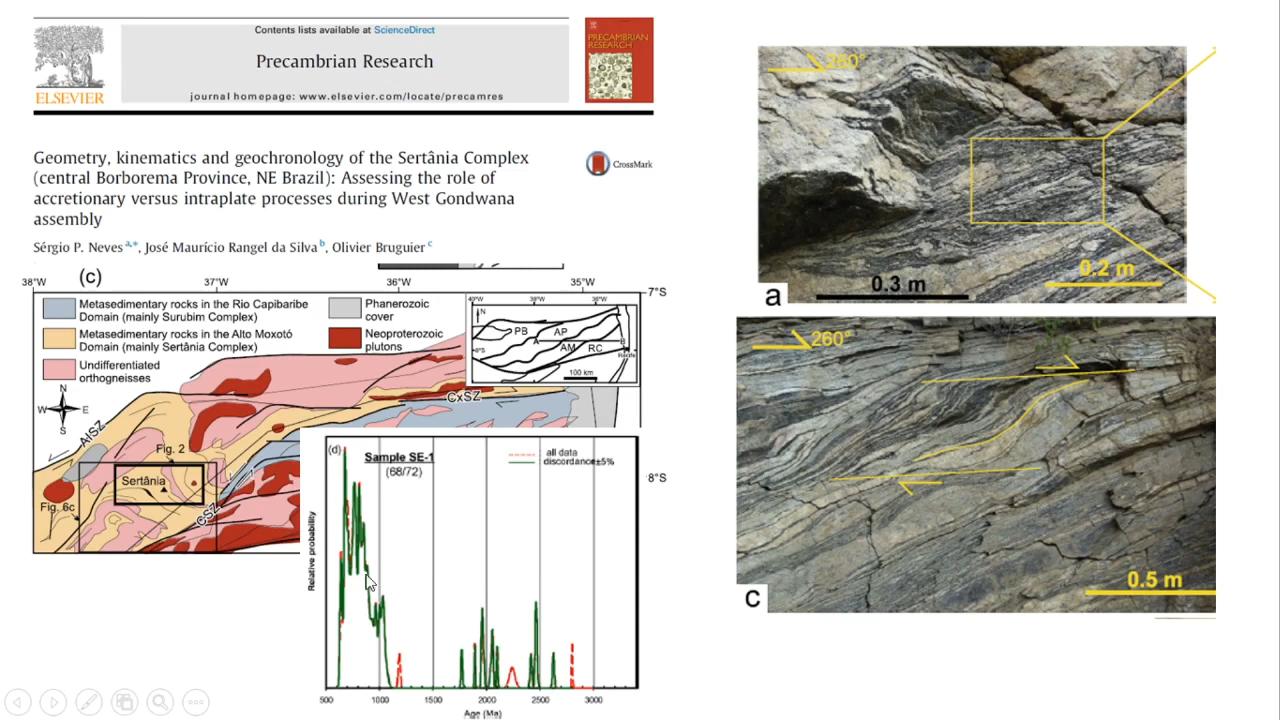 Contents lists available at ScienceDirect
Precambrian Research
journal homepage: www.elsevier.com/locate/precamres
ELSEVIER
PRECAMBRIAN
RESEARCH
Geometry, kinematics and geochronology of the Sertânia Complex
(central Borborema Province, NE Brazil): Assessing the role of
accretionary versus intraplate processes during West Gondwana
assembly
CrossMark
Sérgio P. Neves a,*, José Maurício Rangel da Silva b, Olivier Bruguier c
(c)
38°W
37°W
36°W
35°W
7°S
8°S
Metasedimentary rocks in the Rio Capibaribe
Domain (mainly Surubim Complex)
Metasedimentary rocks in the Alto Moxotó
Domain (mainly Sertânia Complex)
Undifferentiated
orthogneisses
Phanerozoic
cover
Neoproterozoic
plutons
40°W
38°W
36°W
N
PB
AP
A
B
AM
RC
Recife
100 km
N
W
E
S
CxSZ
AISZ
Fig. 2
Sertânia
Fig. 6c
CSZ
(d)
Sample SE-1
(68/72)
all data
discordance±5%
Relative probability
500
1000
1500
2000
2500
3000
Age (Ma)
260°
0.3 m
0.2 m
a
260°
0.5 m
c